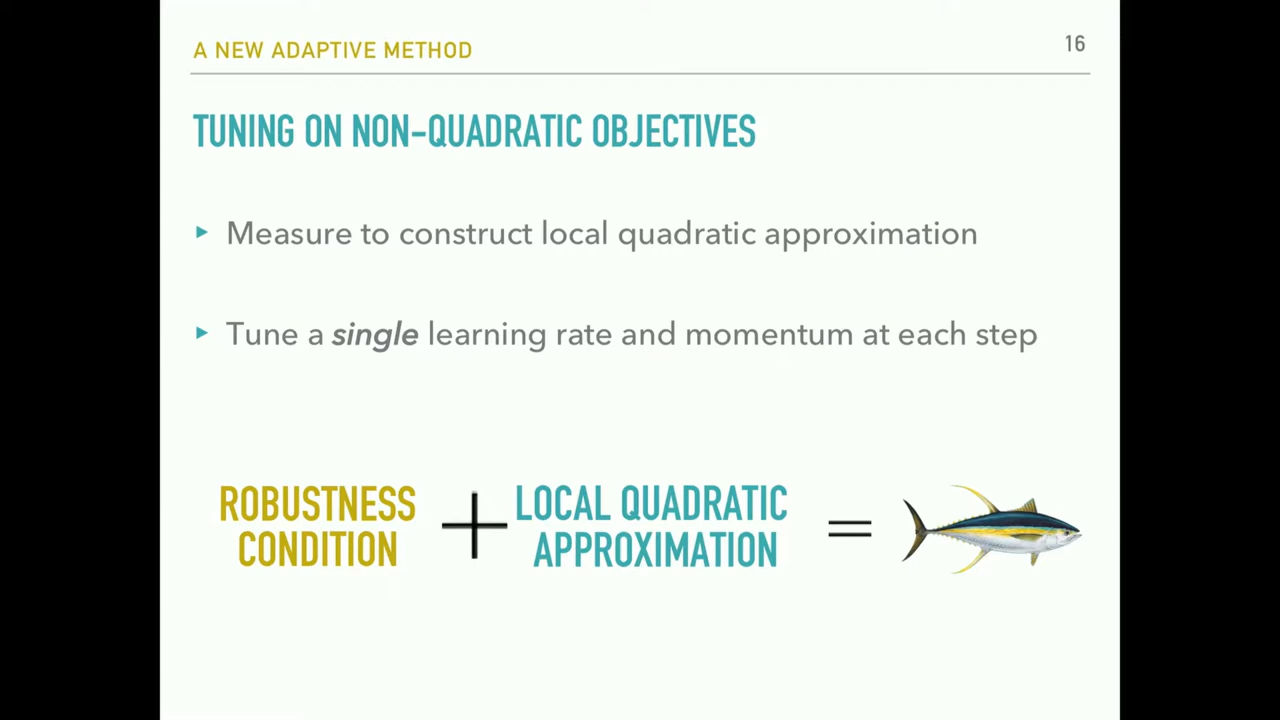 A NEW ADAPTIVE METHOD
16
TUNING ON NON-QUADRATIC OBJECTIVES
▸ Measure to construct local quadratic approximation
▸ Tune a single learning rate and momentum at each step
ROBUSTNESS
CONDITION
+
LOCAL QUADRATIC
APPROXIMATION
=